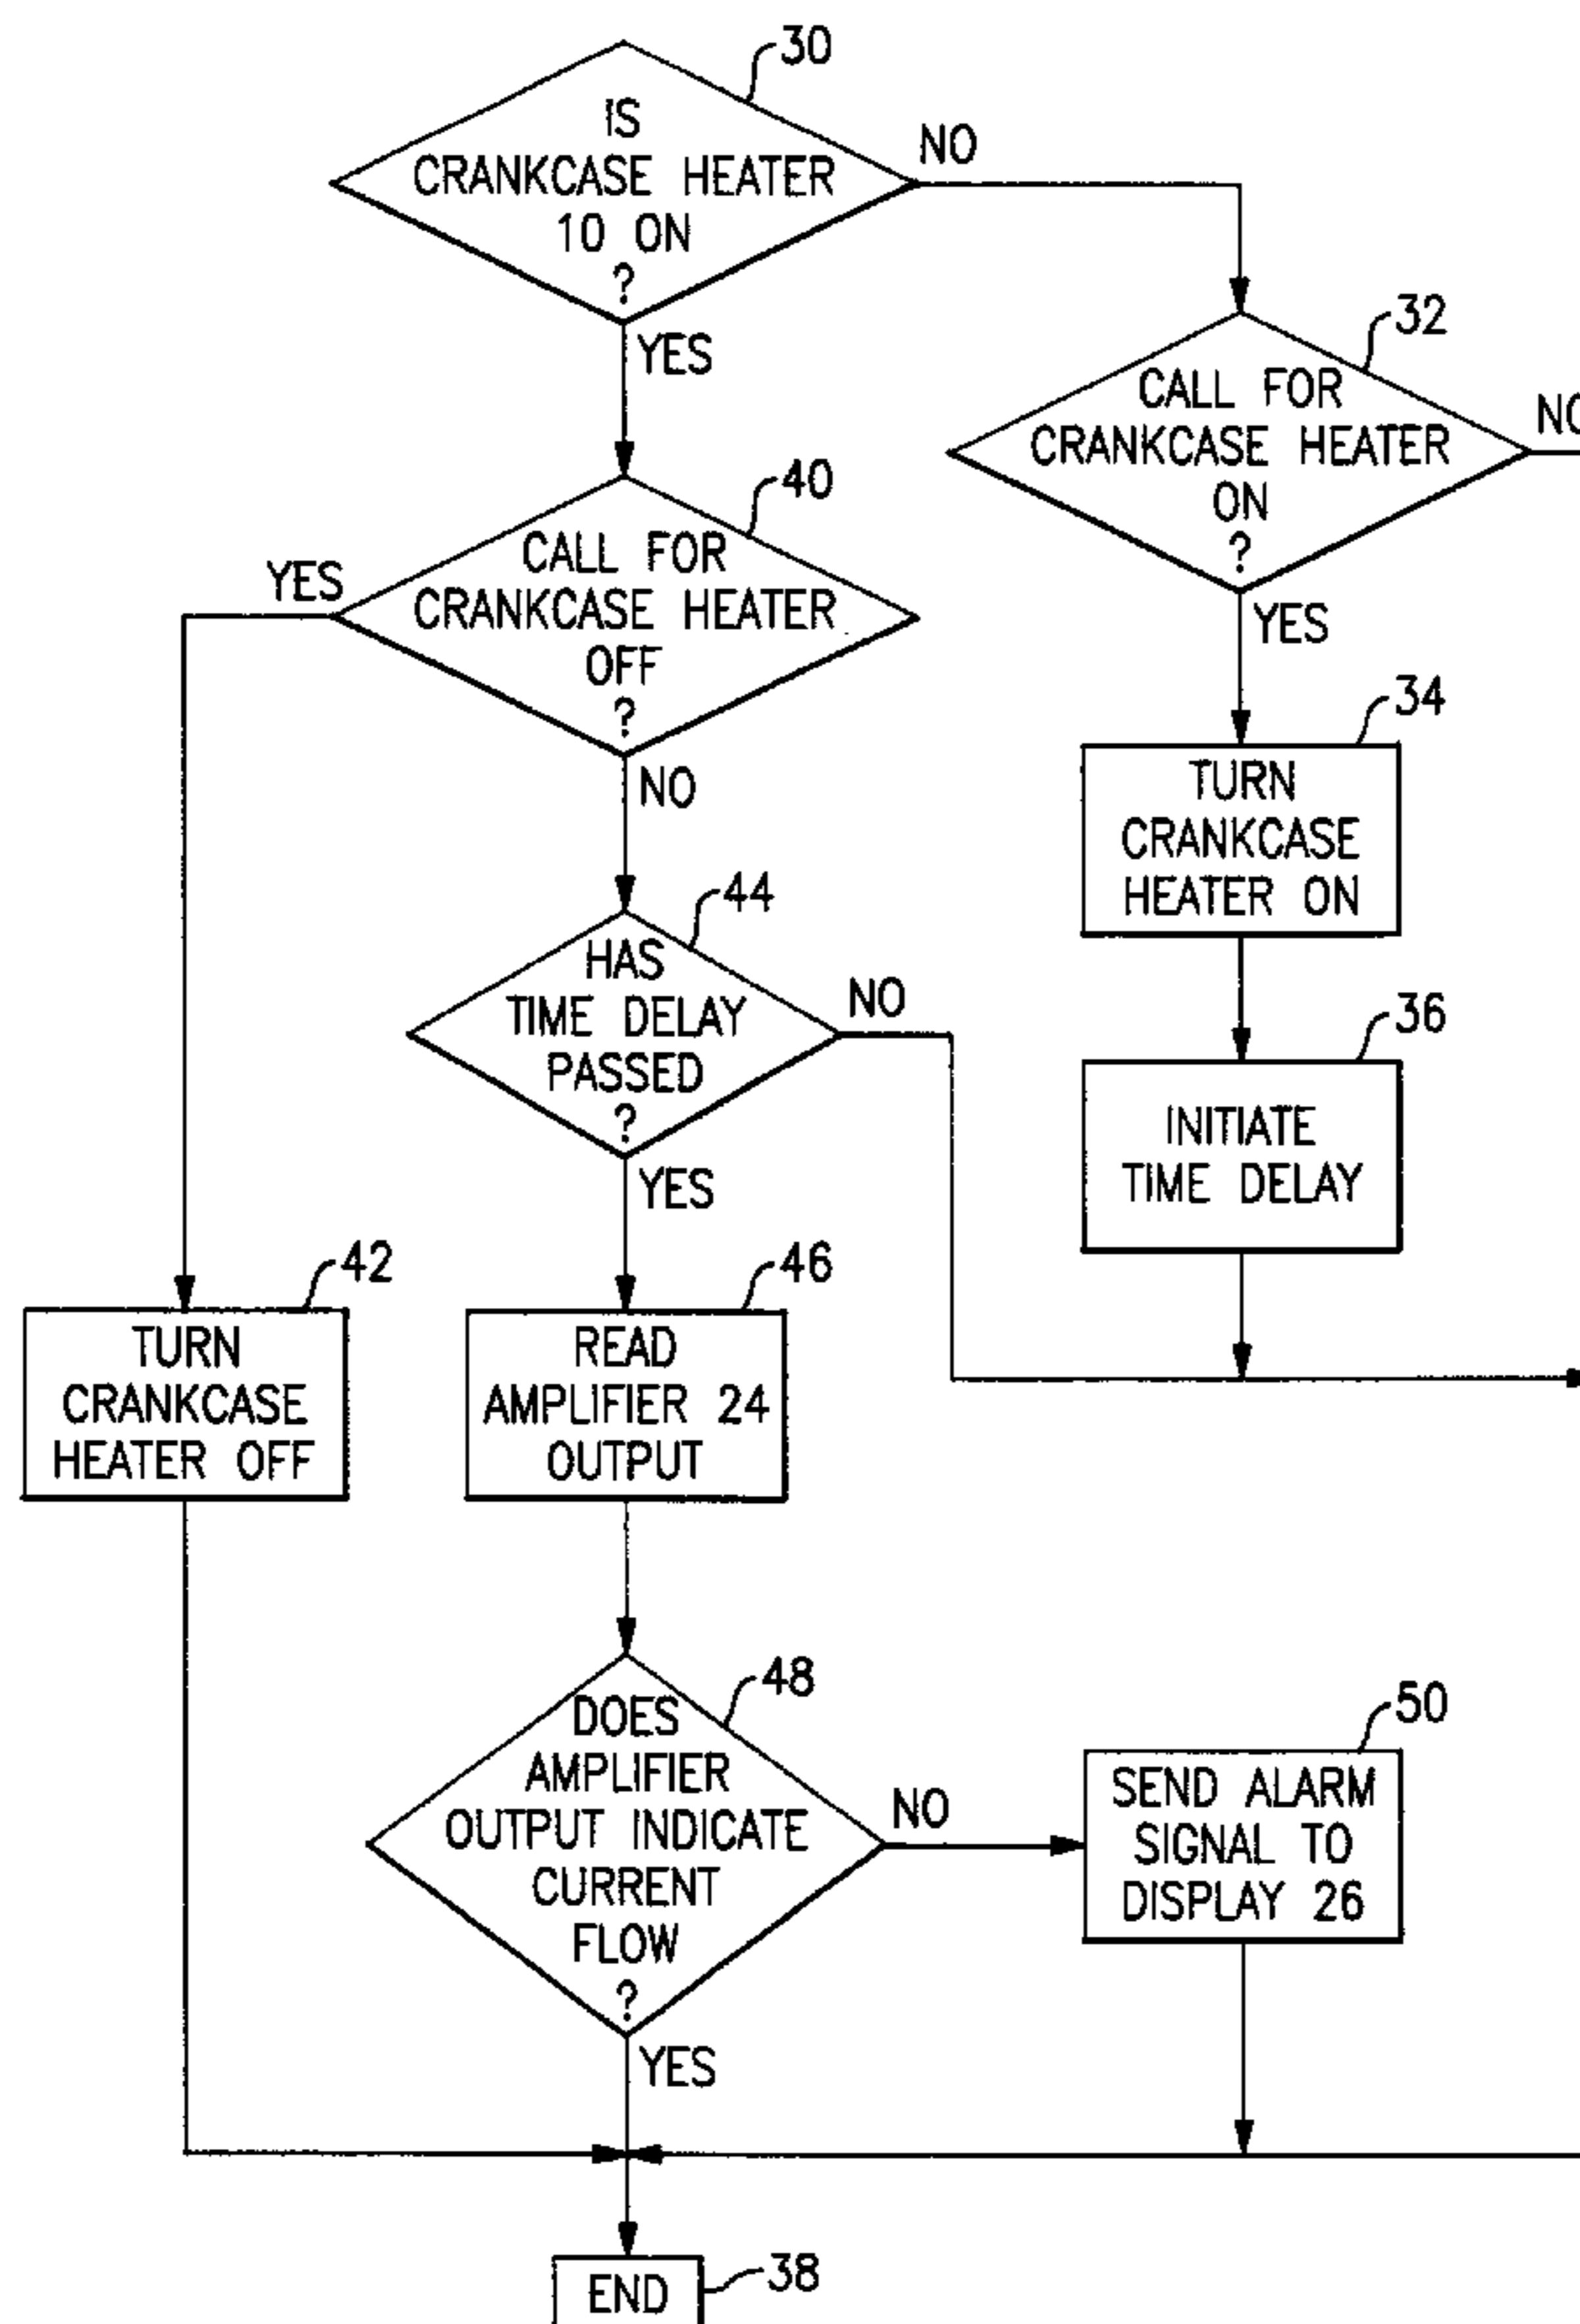 30
IS
CRANKCASE HEATER
10 ON
?
NO
YES
32
CALL FOR
CRANKCASE HEATER
ON
?
NO
YES
40
CALL FOR
CRANKCASE HEATER
OFF
?
YES
NO
34
TURN
CRANKCASE
HEATER ON
44
HAS
TIME DELAY
PASSED
?
NO
YES
36
INITIATE
TIME DELAY
42
TURN
CRANKCASE
HEATER OFF
46
READ
AMPLIFIER 24
OUTPUT
48
DOES
AMPLIFIER
OUTPUT INDICATE
CURRENT
FLOW
?
NO
YES
50
SEND ALARM
SIGNAL TO
DISPLAY 26
END
38